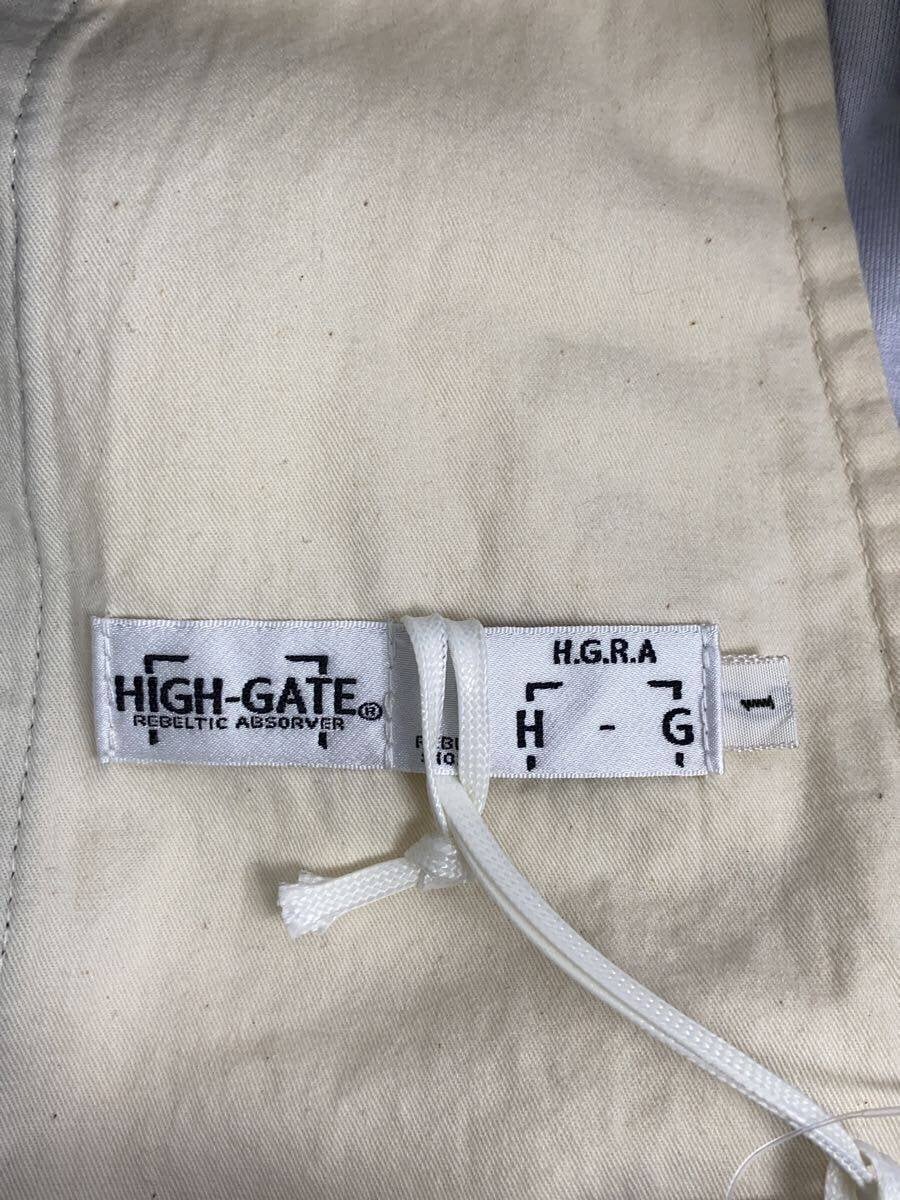 HIGH-GATE®
REBELTIC ABSORVER
H.G.R.A
H - G
1